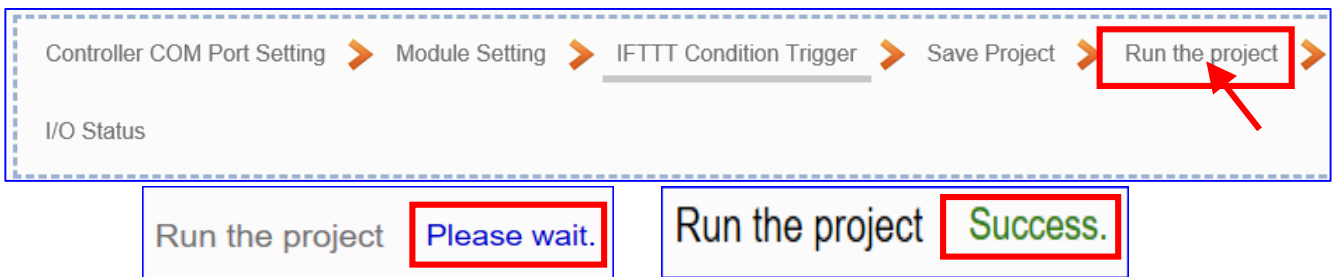 Controller COM Port Setting Module Setting IFTTT Condition Trigger Save Project Run the project
I/O Status
Run the project Please wait.
Run the project Success.